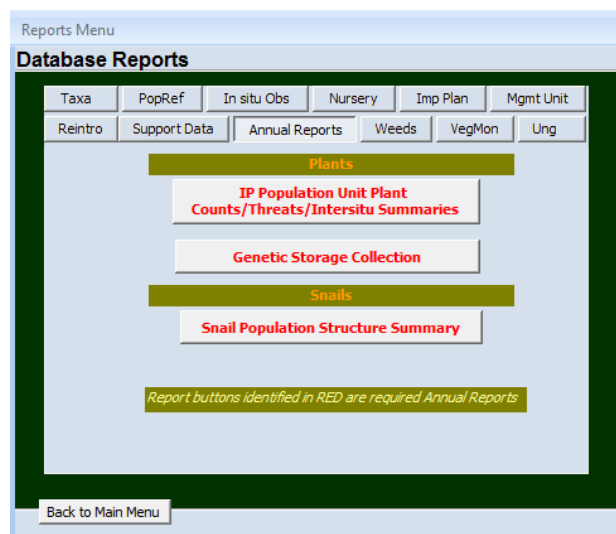 Reports Menu
Database Reports
Taxa PopRef In situ Obs Nursery Imp Plan Mgmt Unit
Reintro Support Data Annual Reports Weeds VegMon Ung
Plants
IP Population Unit Plant
Counts/Threats/Intersitu Summaries
Genetic Storage Collection
Snails
Snail Population Structure Summary
Report buttons identified in RED are required Annual Reports
Back to Main Menu